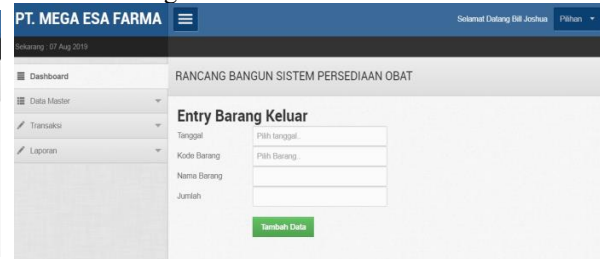 PT. MEGA ESA FARMA
Selamat Datang Bill Joshua Pilihan
Sekarang : 07 Aug 2019
Dashboard
Data Master
Transaksi
Laporan
RANCANG BANGUN SISTEM PERSEDIAAN OBAT
Entry Barang Keluar
Tanggal Pilih tanggal..
Kode Barang Pilih Barang..
Nama Barang
Jumlah
Tambah Data